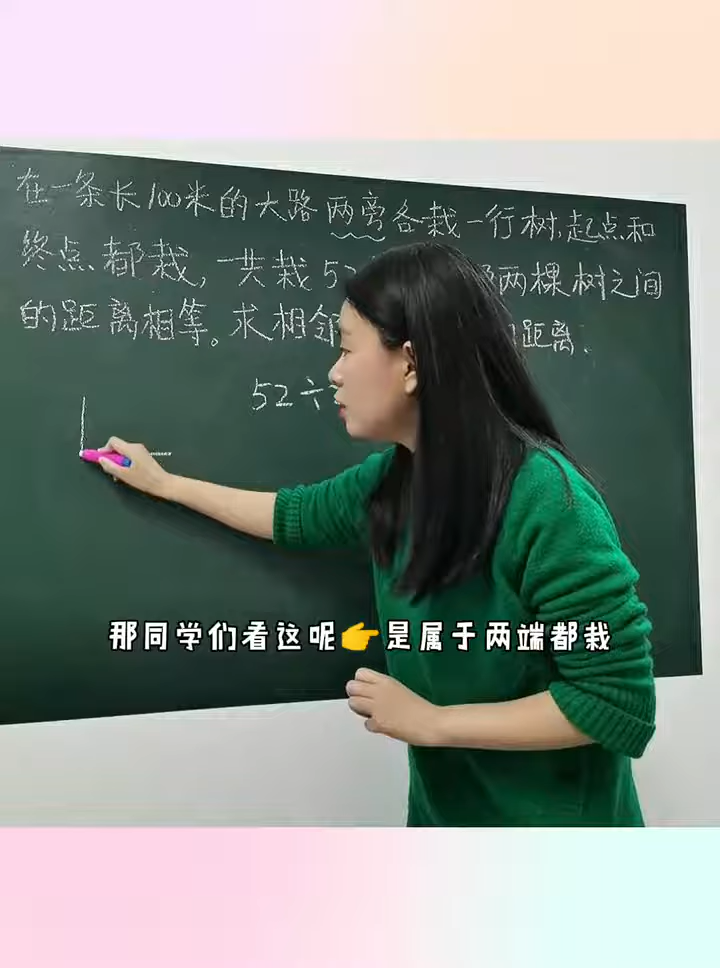 在一条长100米的大路两旁各栽一行树,起点和
终点都栽,一共栽5 两棵树之间
的距离相等。求相邻 距离.
52÷
那同学们看这呢👉是属于两端都栽